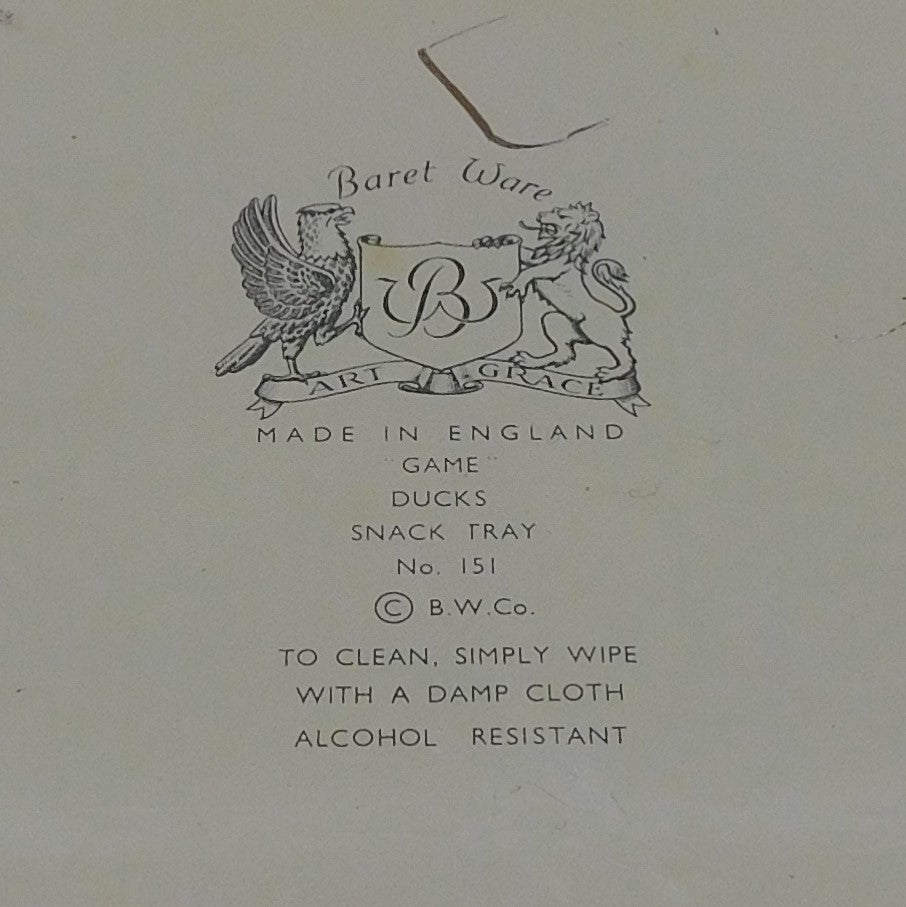 Baret Ware
BW
ART GRACE
MADE IN ENGLAND
"GAME"
DUCKS
SNACK TRAY
No. 151
© B.W.Co.
TO CLEAN, SIMPLY WIPE
WITH A DAMP CLOTH
ALCOHOL RESISTANT